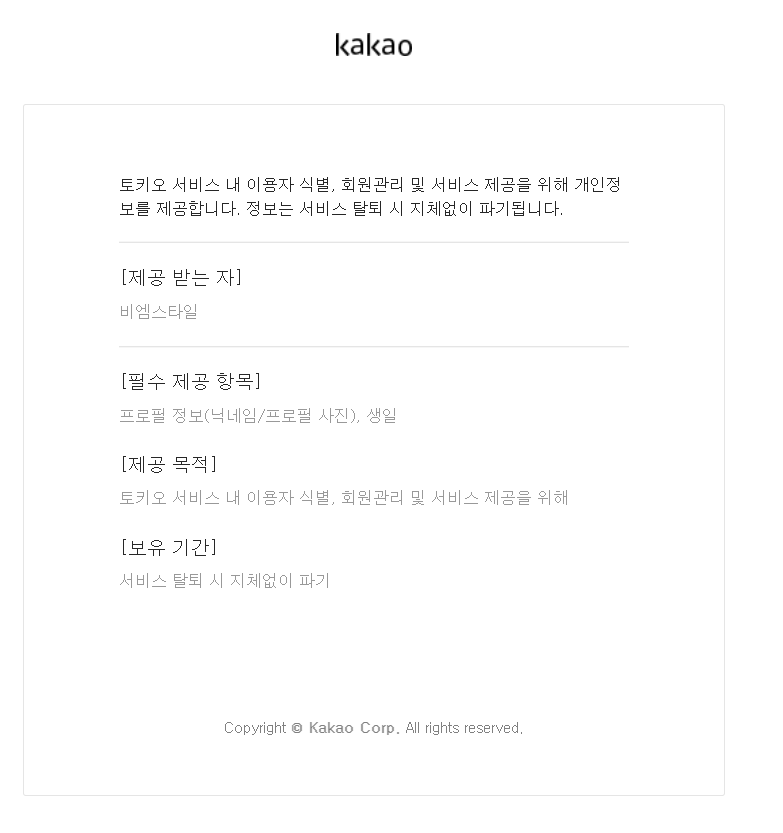 kakao
토키오 서비스 내 이용자 식별, 회원관리 및 서비스 제공을 위해 개인정
보를 제공합니다. 정보는 서비스 탈퇴 시 지체없이 파기됩니다.
[제공 받는 자]
비엠스타일
[필수 제공 항목]
프로필 정보(닉네임/프로필 사진), 생일
[제공 목적]
토키오 서비스 내 이용자 식별, 회원관리 및 서비스 제공을 위해
[보유 기간]
서비스 탈퇴 시 지체없이 파기
Copyright © Kakao Corp. All rights reserved.